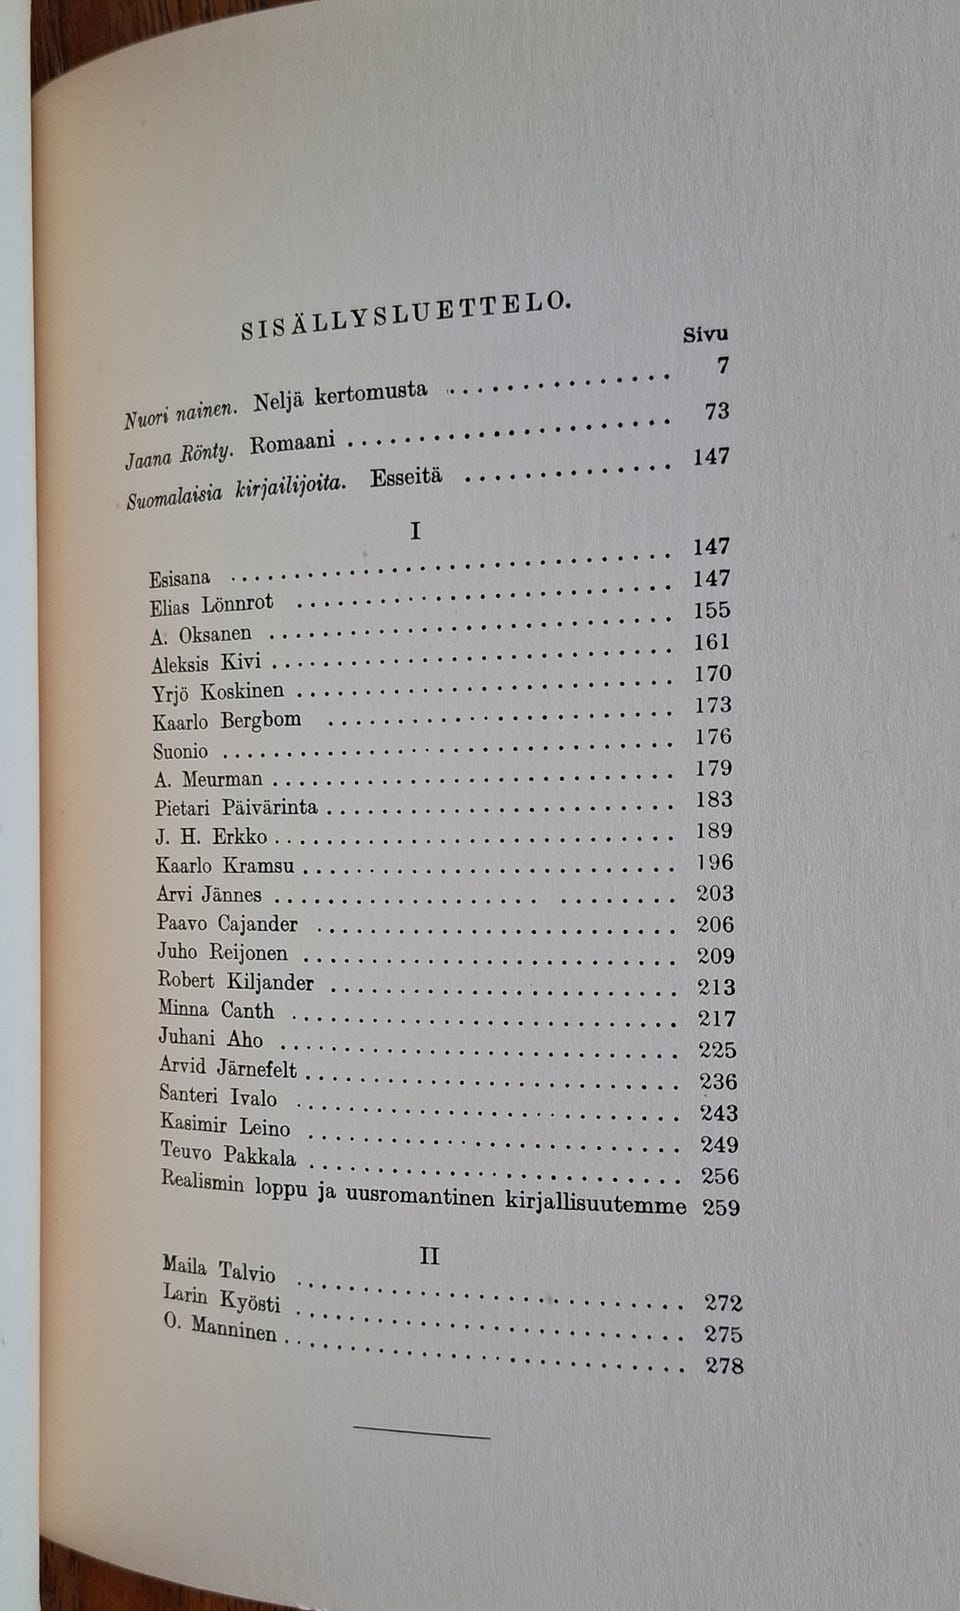 SISÄLLYSLUETTELO.
Sivu
Nuori nainen. Neljä kertomusta . . . . . . . . . . . . . . . 7
Jaana Rönty. Romaani . . . . . . . . . . . . . . . . . . . . 73
Suomalaisia kirjailijoita. Esseitä . . . . . . . . . . . . . 147
I
Esisana . . . . . . . . . . . . . . . . . . . . . . . . . . 147
Elias Lönnrot . . . . . . . . . . . . . . . . . . . . . . . 147
A. Oksanen . . . . . . . . . . . . . . . . . . . . . . . . 155
Aleksis Kivi . . . . . . . . . . . . . . . . . . . . . . . 161
Yrjö Koskinen . . . . . . . . . . . . . . . . . . . . . . . 170
Kaarlo Bergbom . . . . . . . . . . . . . . . . . . . . . . 173
Suonio . . . . . . . . . . . . . . . . . . . . . . . . . . 176
A. Meurman . . . . . . . . . . . . . . . . . . . . . . . . 179
Pietari Päivärinta . . . . . . . . . . . . . . . . . . . . 183
J. H. Erkko . . . . . . . . . . . . . . . . . . . . . . . . 189
Kaarlo Kramsu . . . . . . . . . . . . . . . . . . . . . . . 196
Arvi Jännes . . . . . . . . . . . . . . . . . . . . . . . . 203
Paavo Cajander . . . . . . . . . . . . . . . . . . . . . . 206
Juho Reijonen . . . . . . . . . . . . . . . . . . . . . . . 209
Robert Kiljander . . . . . . . . . . . . . . . . . . . . . 213
Minna Canth . . . . . . . . . . . . . . . . . . . . . . . . 217
Juhani Aho . . . . . . . . . . . . . . . . . . . . . . . . 225
Arvid Järnefelt . . . . . . . . . . . . . . . . . . . . . . 236
Santeri Ivalo . . . . . . . . . . . . . . . . . . . . . . . 243
Kasimir Leino . . . . . . . . . . . . . . . . . . . . . . . 249
Teuvo Pakkala . . . . . . . . . . . . . . . . . . . . . . . 256
Realismin loppu ja uusromantinen kirjallisuutemme 259
II
Maila Talvio . . . . . . . . . . . . . . . . . . . . . . . 272
Larin Kyösti . . . . . . . . . . . . . . . . . . . . . . . 275
O. Manninen . . . . . . . . . . . . . . . . . . . . . . . . 278